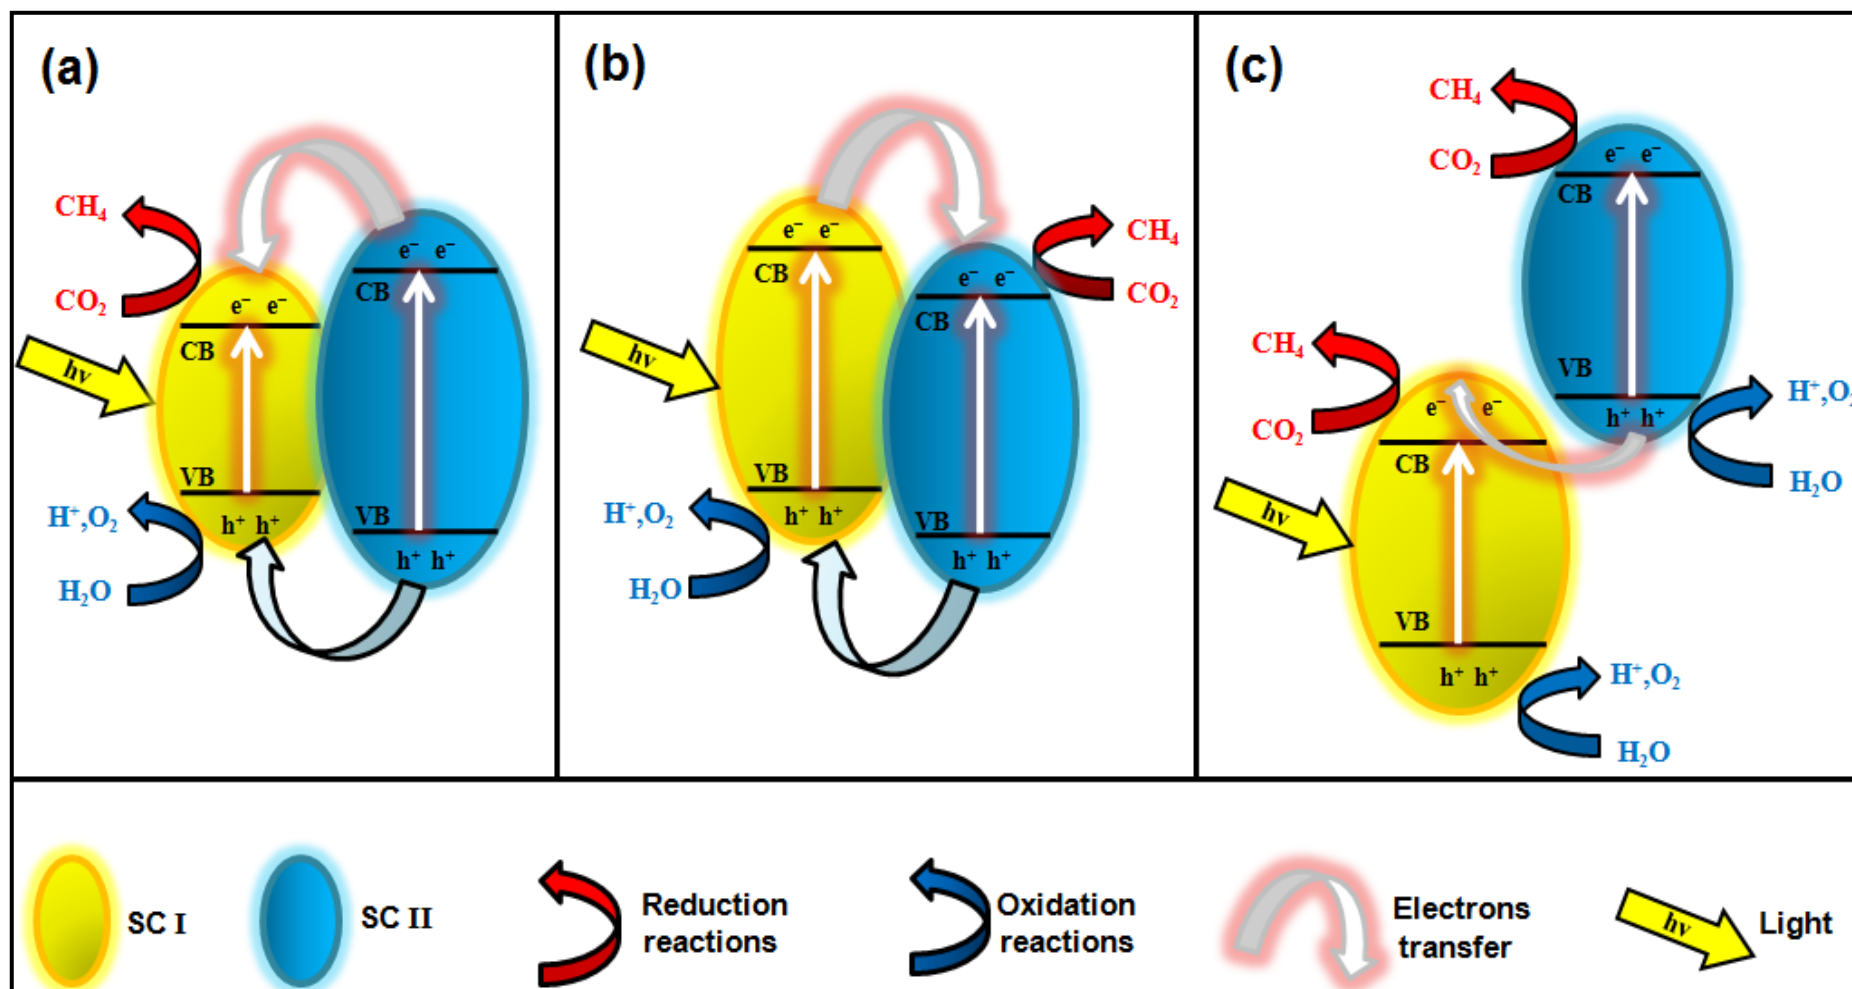 (a)
CH₄
CO₂
hv
e⁻ e⁻
CB
VB
h⁺ h⁺
H⁺,O₂
H₂O
e⁻ e⁻
CB
VB
h⁺ h⁺
(b)
hv
e⁻ e⁻
CB
VB
h⁺ h⁺
H⁺,O₂
H₂O
e⁻ e⁻
CB
VB
h⁺ h⁺
CH₄
CO₂
(c)
CH₄
CO₂
e⁻ e⁻
CB
VB
h⁺ h⁺
H⁺,O₂
H₂O
CH₄
CO₂
hv
e⁻ e⁻
CB
VB
h⁺ h⁺
H⁺,O₂
H₂O
SC I
SC II
Reduction
reactions
Oxidation
reactions
Electrons
transfer
hv
Light